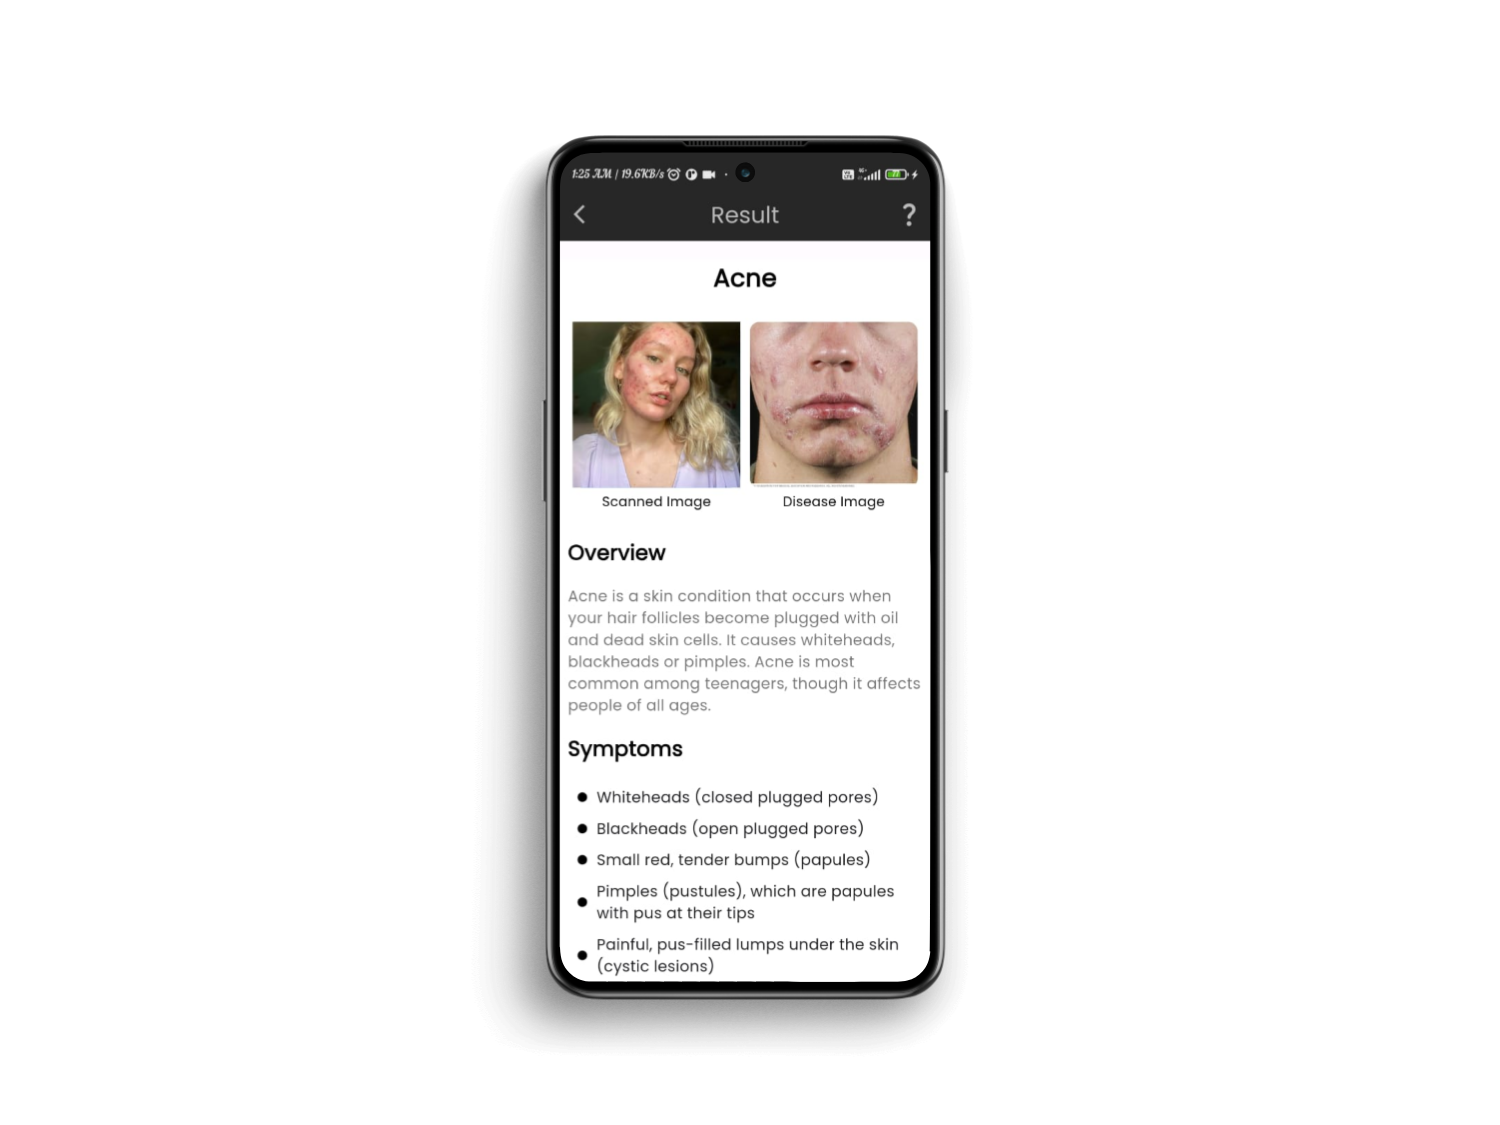 1:25 AM / 19.6KB/s
Result
?
Acne
Scanned Image
Disease Image
Overview
Acne is a skin condition that occurs when
your hair follicles become plugged with oil
and dead skin cells. It causes whiteheads,
blackheads or pimples. Acne is most
common among teenagers, though it affects
people of all ages.
Symptoms
Whiteheads (closed plugged pores)
Blackheads (open plugged pores)
Small red, tender bumps (papules)
Pimples (pustules), which are papules
with pus at their tips
Painful, pus-filled lumps under the skin
(cystic lesions)